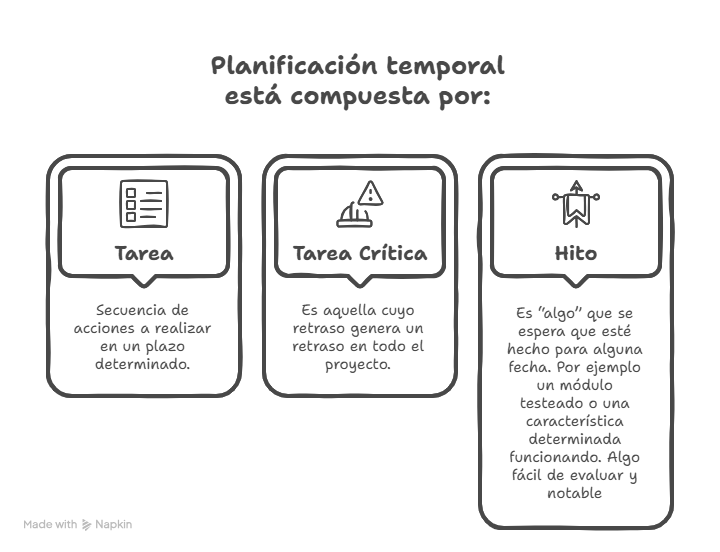 Planificación temporal
está compuesta por:
Tarea
Secuencia de
acciones a realizar
en un plazo
determinado.
Tarea Crítica
Es aquella cuyo
retraso genera un
retraso en todo el
proyecto.
Hito
Es "algo" que se
espera que esté
hecho para alguna
fecha. Por ejemplo
un módulo
testeado o una
característica
determinada
funcionando. Algo
fácil de evaluar y
notable
Made with Napkin